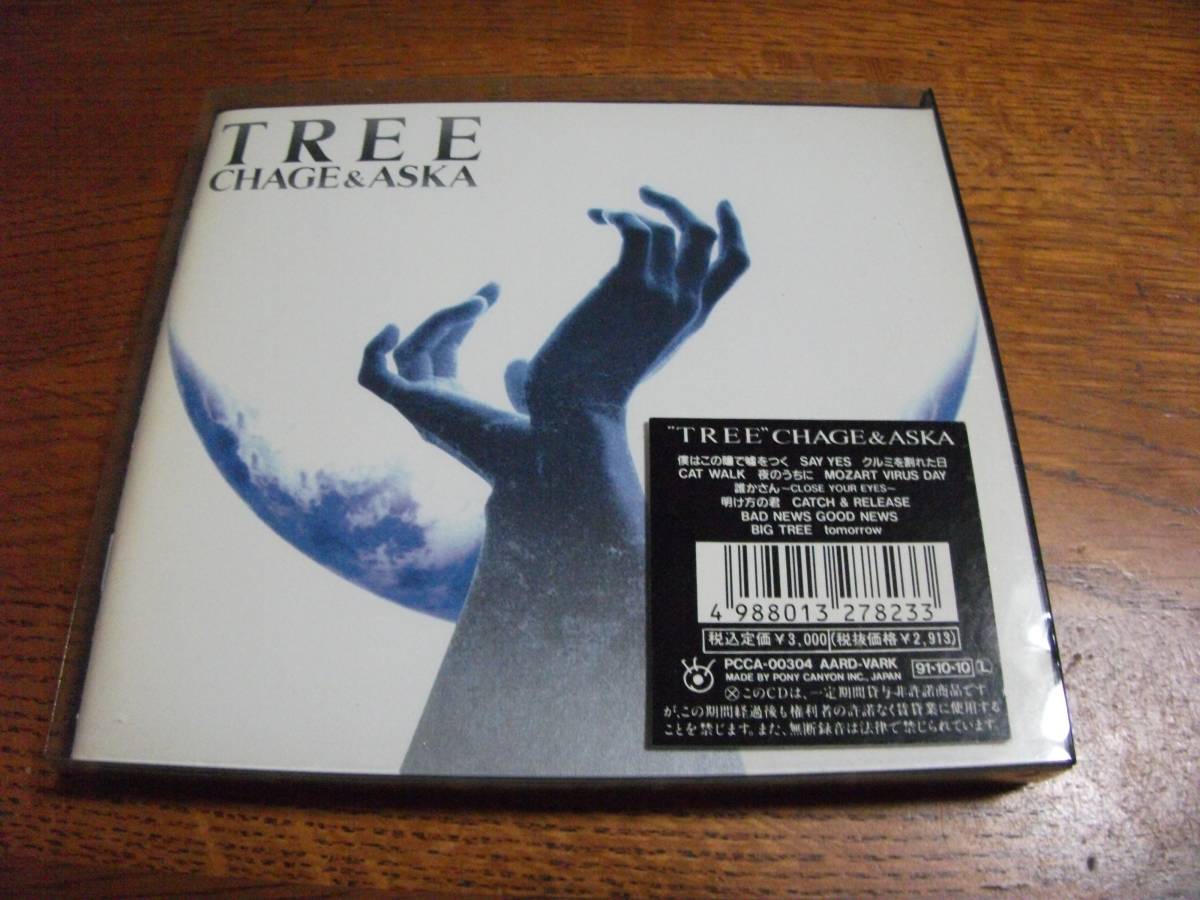 TREE
CHAGE&ASKA
"TREE" CHAGE&ASKA
僕はこの瞳で嘘をつく SAY YES クルミを割れた日
CAT WALK 夜のうちに MOZART VIRUS DAY
誰かさん~CLOSE YOUR EYES~
明け方の君 CATCH & RELEASE
BAD NEWS GOOD NEWS
BIG TREE tomorrow
4 988013 278233
税込定価¥3,000(税抜価格¥2,913)
PCCA-00304 AARD-VARK 91・10・10 L
MADE BY PONY CANYON INC., JAPAN
このCDは、一定期間貸与非許諾商品です
が、この期間経過後も権利者の許諾なく賃貸業に使用する
ことを禁じます。また、無断録音は法律で禁じられています。